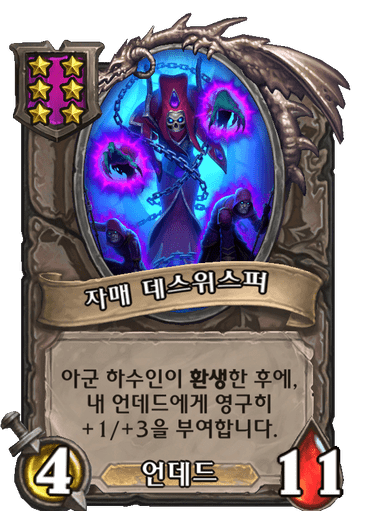 자매 데스위스퍼
아군 하수인이 환생한 후에,
내 언데드에게 영구히
+1/+3을 부여합니다.
4
언데드
11